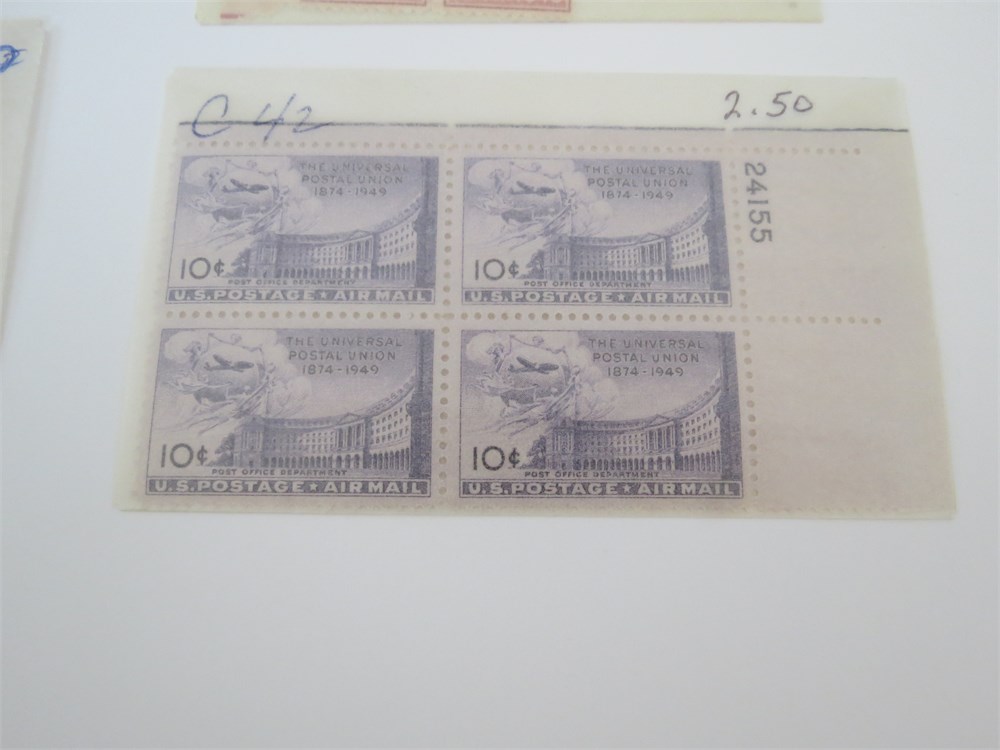 C 42
2.50
THE UNIVERSAL
POSTAL UNION
1874-1949
10¢
POST OFFICE DEPARTMENT
U.S. POSTAGE ★ AIR MAIL
THE UNIVERSAL
POSTAL UNION
1874-1949
10¢
POST OFFICE DEPARTMENT
U.S. POSTAGE ★ AIR MAIL
24155
THE UNIVERSAL
POSTAL UNION
1874-1949
10¢
POST OFFICE DEPARTMENT
U.S. POSTAGE ★ AIR MAIL
THE UNIVERSAL
POSTAL UNION
1874-1949
10¢
POST OFFICE DEPARTMENT
U.S. POSTAGE ★ AIR MAIL